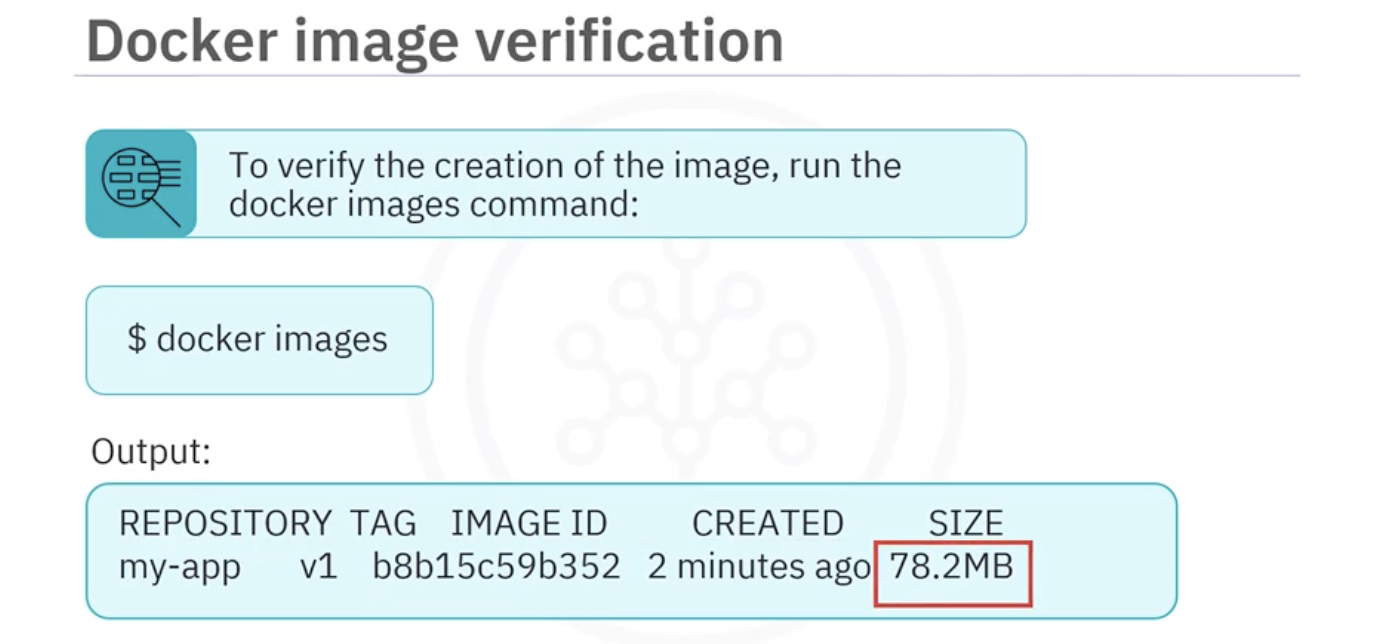 Docker image verification
To verify the creation of the image, run the
docker images command:
$ docker images
Output:
REPOSITORY TAG IMAGE ID CREATED SIZE
my-app v1 b8b15c59b352 2 minutes ago 78.2MB